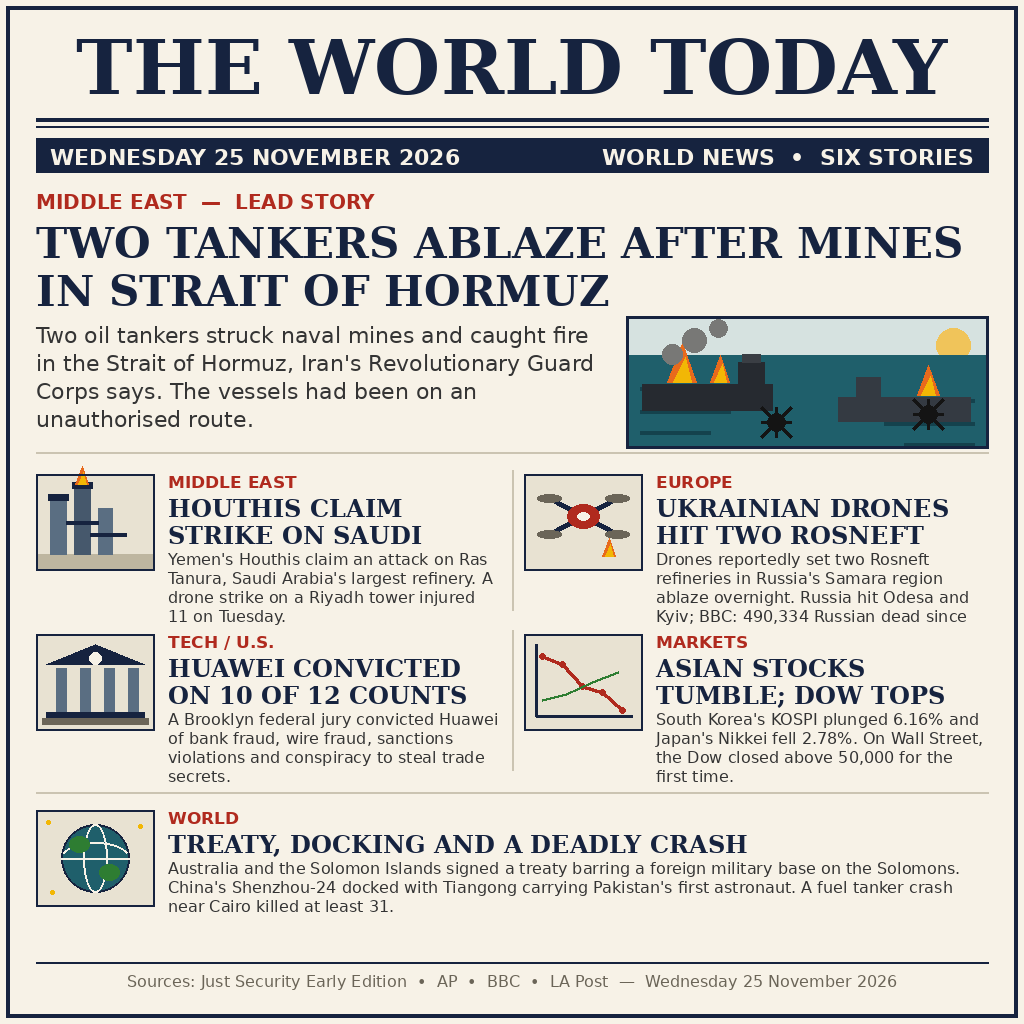 THE WORLD TODAY
WEDNESDAY 25 NOVEMBER 2026
WORLD NEWS • SIX STORIES
MIDDLE EAST — LEAD STORY
TWO TANKERS ABLAZE AFTER MINES
IN STRAIT OF HORMUZ
Two oil tankers struck naval mines and caught fire
in the Strait of Hormuz, Iran's Revolutionary Guard
Corps says. The vessels had been on an
unauthorised route.
MIDDLE EAST
HOUTHIS CLAIM
STRIKE ON SAUDI
Yemen's Houthis claim an attack on Ras
Tanura, Saudi Arabia's largest refinery. A
drone strike on a Riyadh tower injured
11 on Tuesday.
EUROPE
UKRAINIAN DRONES
HIT TWO ROSNEFT
Drones reportedly set two Rosneft
refineries in Russia's Samara region
ablaze overnight. Russia hit Odesa and
Kyiv; BBC: 490,334 Russian dead since
TECH / U.S.
HUAWEI CONVICTED
ON 10 OF 12 COUNTS
A Brooklyn federal jury convicted Huawei
of bank fraud, wire fraud, sanctions
violations and conspiracy to steal trade
secrets.
MARKETS
ASIAN STOCKS
TUMBLE; DOW TOPS
South Korea's KOSPI plunged 6.16% and
Japan's Nikkei fell 2.78%. On Wall Street,
the Dow closed above 50,000 for the
first time.
WORLD
TREATY, DOCKING AND A DEADLY CRASH
Australia and the Solomon Islands signed a treaty barring a foreign military base on the Solomons.
China's Shenzhou-24 docked with Tiangong carrying Pakistan's first astronaut. A fuel tanker crash
near Cairo killed at least 31.
Sources: Just Security Early Edition • AP • BBC • LA Post — Wednesday 25 November 2026